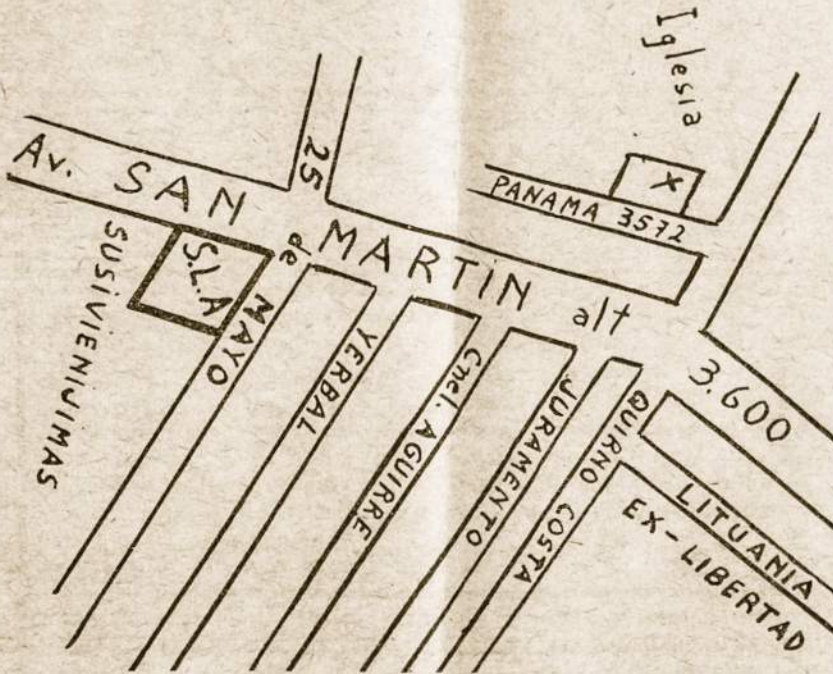 Iglesia
Av. SAN MARTIN alt 3.600
25 de MAYO
PANAMA 3572
X
S.L.A
SUSIVIENIJIMAS
YERBAL
Cnel. AGUIRRE
JURAMENTO
QUIRNO COSTA
LITUANIA
EX-LIBERTAD